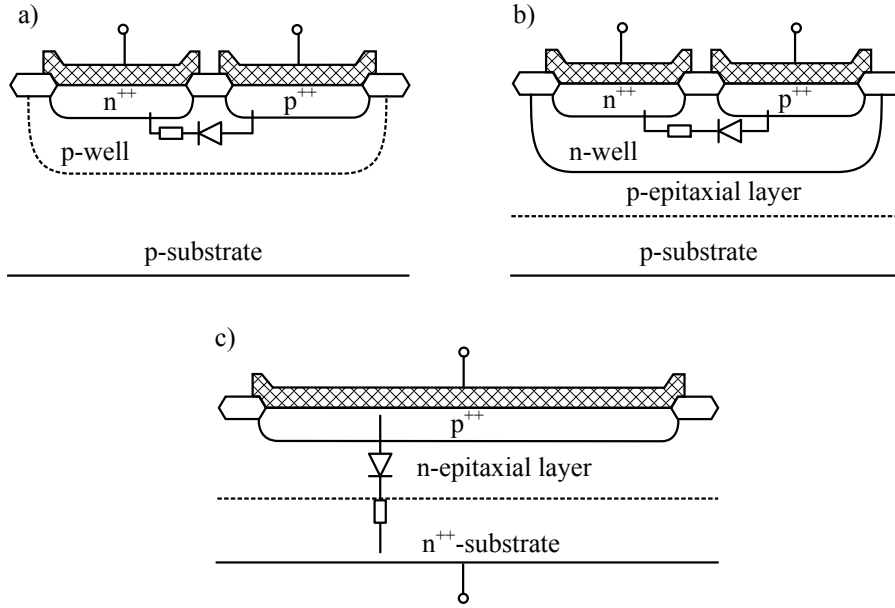 a)
n++ p++
p-well
p-substrate
b)
n++ p++
n-well
p-epitaxial layer
p-substrate
c)
p++
n-epitaxial layer
n++-substrate